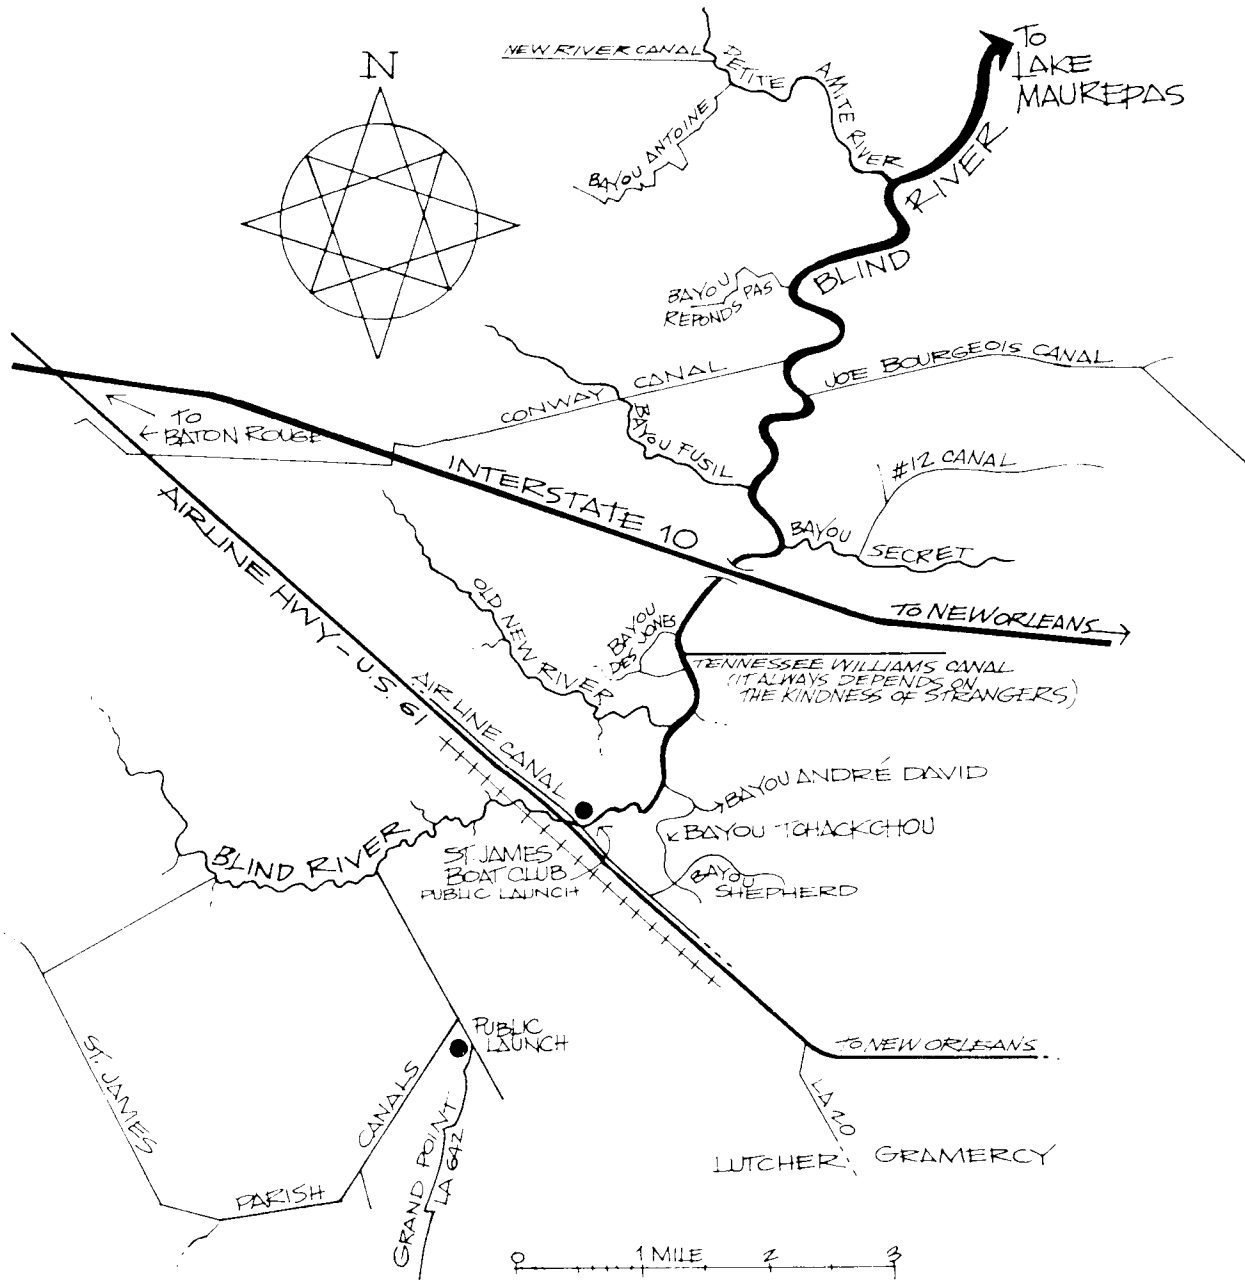 N
NEW RIVER CANAL
PETITE
AMITE RIVER
TO
LAKE
MAUREPAS
BAYOU ANTOINE
BLIND
RIVER
BAYOU
REPONDS PAS
CONWAY CANAL
JOE BOURGEOIS CANAL
TO
BATON ROUGE
BAYOU FUSIL
INTERSTATE 10
#12 CANAL
BAYOU
SECRET
AIRLINE HWY - U.S. 61
OLD NEW RIVER
BAYOU
DES JONES
TO NEW ORLEANS
TENNESSEE WILLIAMS CANAL
(IT ALWAYS DEPENDS ON
THE KINDNESS OF STRANGERS)
AIRLINE CANAL
BAYOU ANDRÉ DAVID
BAYOU TCHACKCHOU
BLIND RIVER
ST. JAMES
BOAT CLUB
PUBLIC LAUNCH
BAYOU
SHEPHERD
PUBLIC
LAUNCH
TO NEW ORLEANS
ST. JAMES
PARISH
CANALS
GRAND POINT
LA 642
LA 20
LUTCHER
GRAMERCY
0 1 MILE 2 3